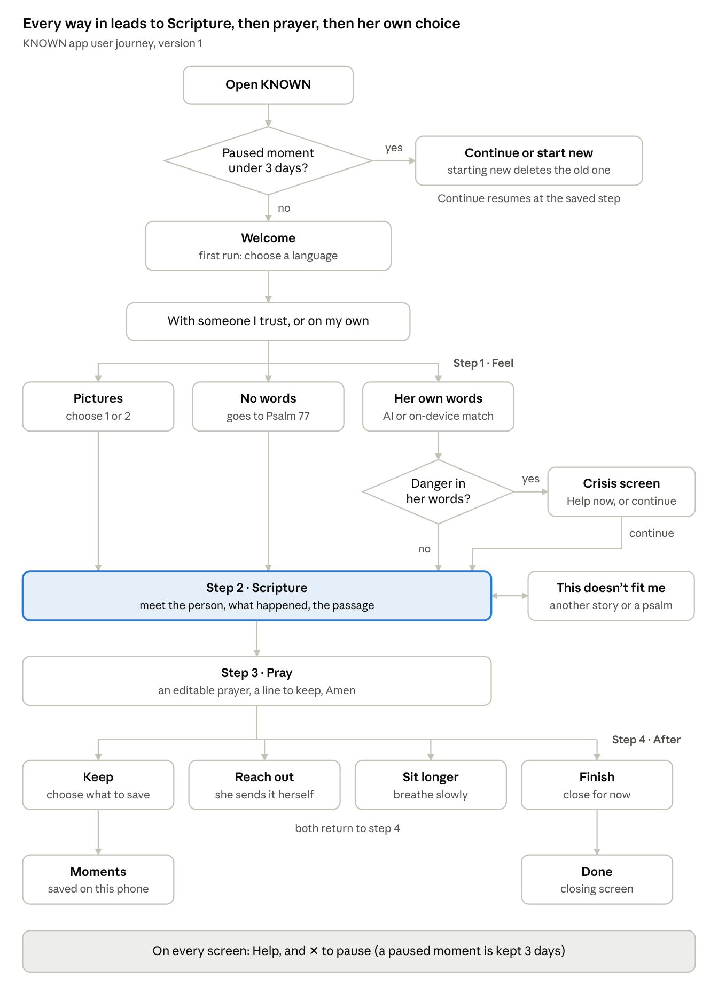 Every way in leads to Scripture, then prayer, then her own choice
KNOWN app user journey, version 1
Open KNOWN
Paused moment
under 3 days?
yes
Continue or start new
starting new deletes the old one
Continue resumes at the saved step
no
Welcome
first run: choose a language
With someone I trust, or on my own
Step 1 · Feel
Pictures
choose 1 or 2
No words
goes to Psalm 77
Her own words
AI or on-device match
Danger in
her words?
yes
Crisis screen
Help now, or continue
continue
no
Step 2 · Scripture
meet the person, what happened, the passage
This doesn’t fit me
another story or a psalm
Step 3 · Pray
an editable prayer, a line to keep, Amen
Step 4 · After
Keep
choose what to save
Reach out
she sends it herself
Sit longer
breathe slowly
Finish
close for now
both return to step 4
Moments
saved on this phone
Done
closing screen
On every screen: Help, and ✕ to pause (a paused moment is kept 3 days)